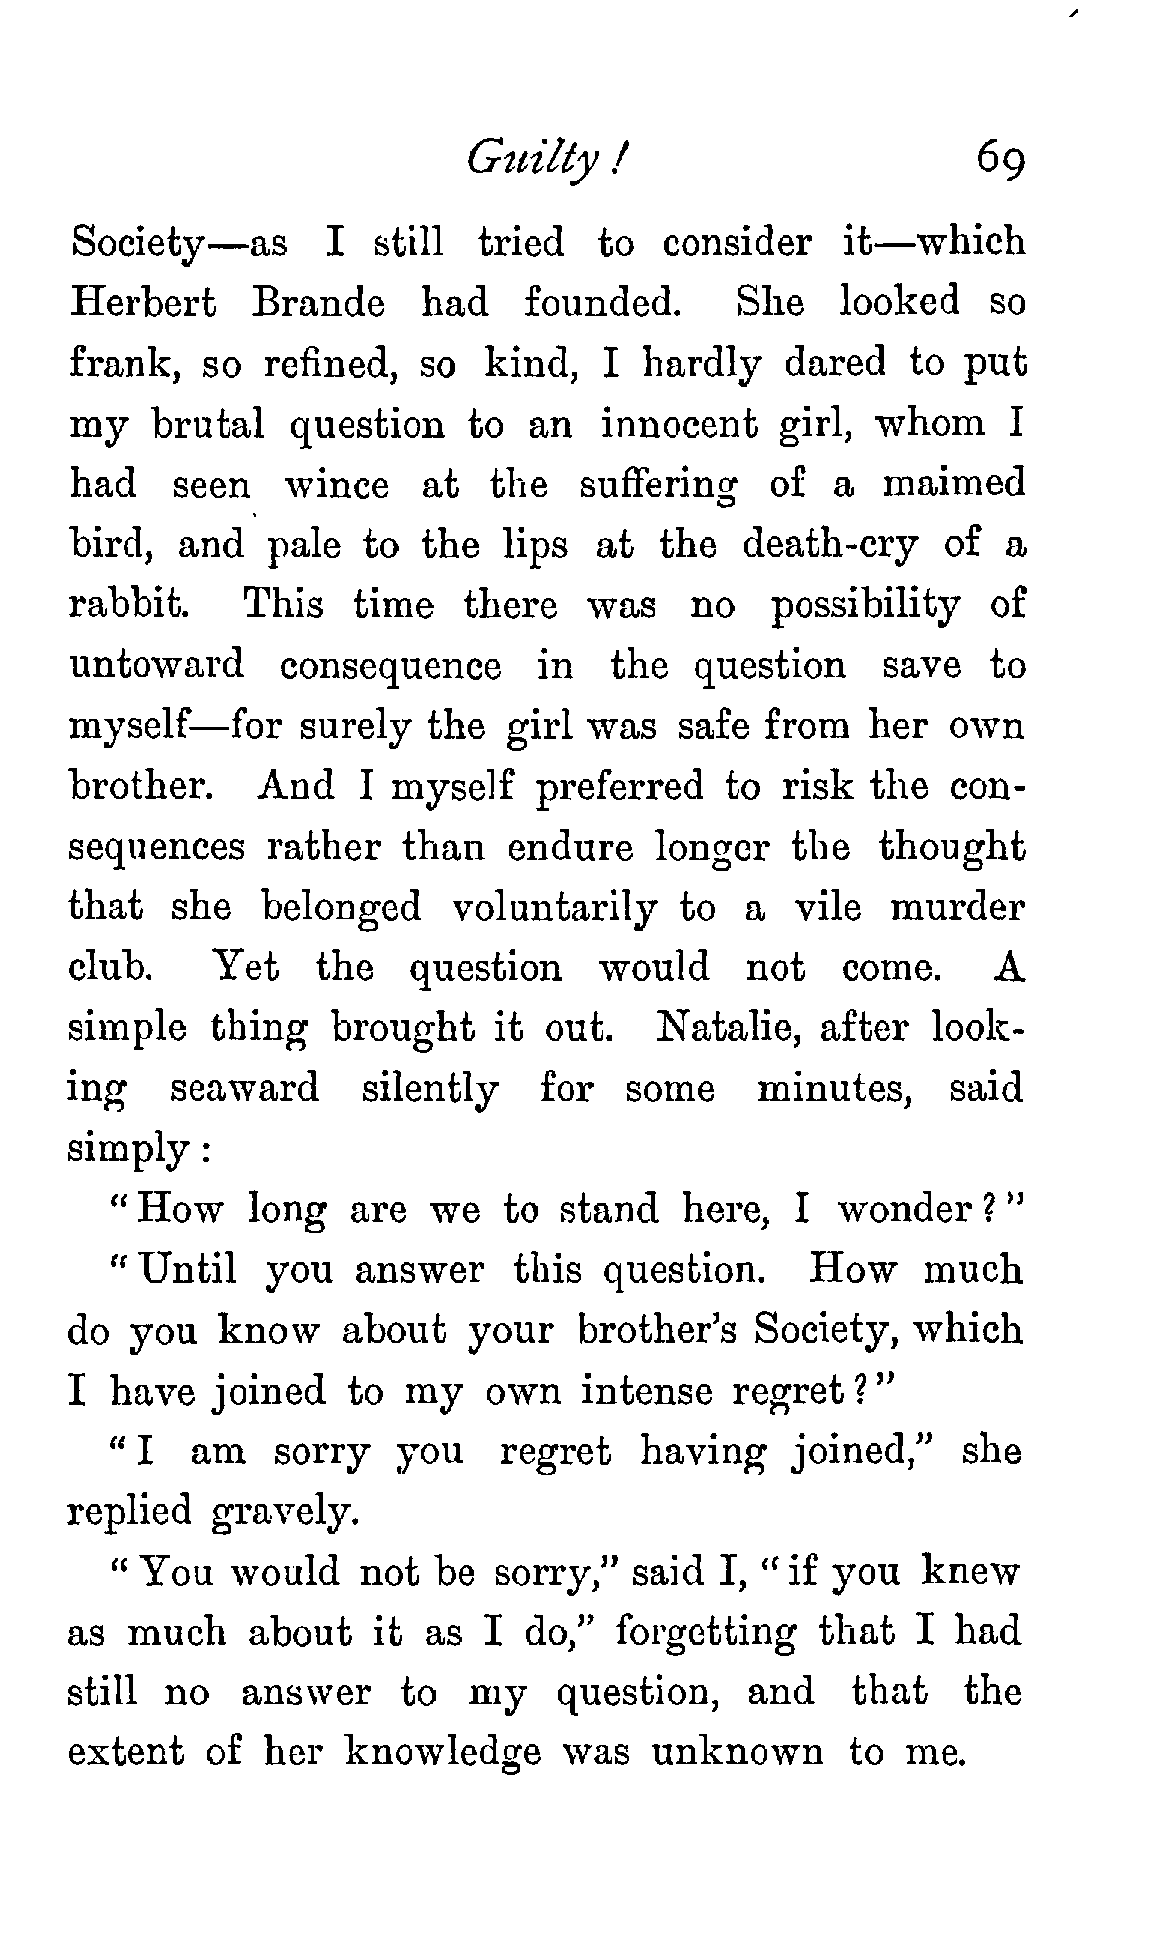 Guilty! 69
Society—as I still tried to consider it—which
Herbert Brande had founded. She looked so
frank, so refined, so kind, I hardly dared to put
my brutal question to an innocent girl, whom I
had seen wince at the suffering of a maimed
bird, and pale to the lips at the death-cry of a
rabbit. This time there was no possibility of
untoward consequence in the question save to
myself—for surely the girl was safe from her own
brother. And I myself preferred to risk the con-
sequences rather than endure longer the thought
that she belonged voluntarily to a vile murder
club. Yet the question would not come. A
simple thing brought it out. Natalie, after look-
ing seaward silently for some minutes, said
simply:
"How long are we to stand here, I wonder?"
"Until you answer this question. How much
do you know about your brother's Society, which
I have joined to my own intense regret?"
"I am sorry you regret having joined," she
replied gravely.
"You would not be sorry," said I, "if you knew
as much about it as I do," forgetting that I had
still no answer to my question, and that the
extent of her knowledge was unknown to me.